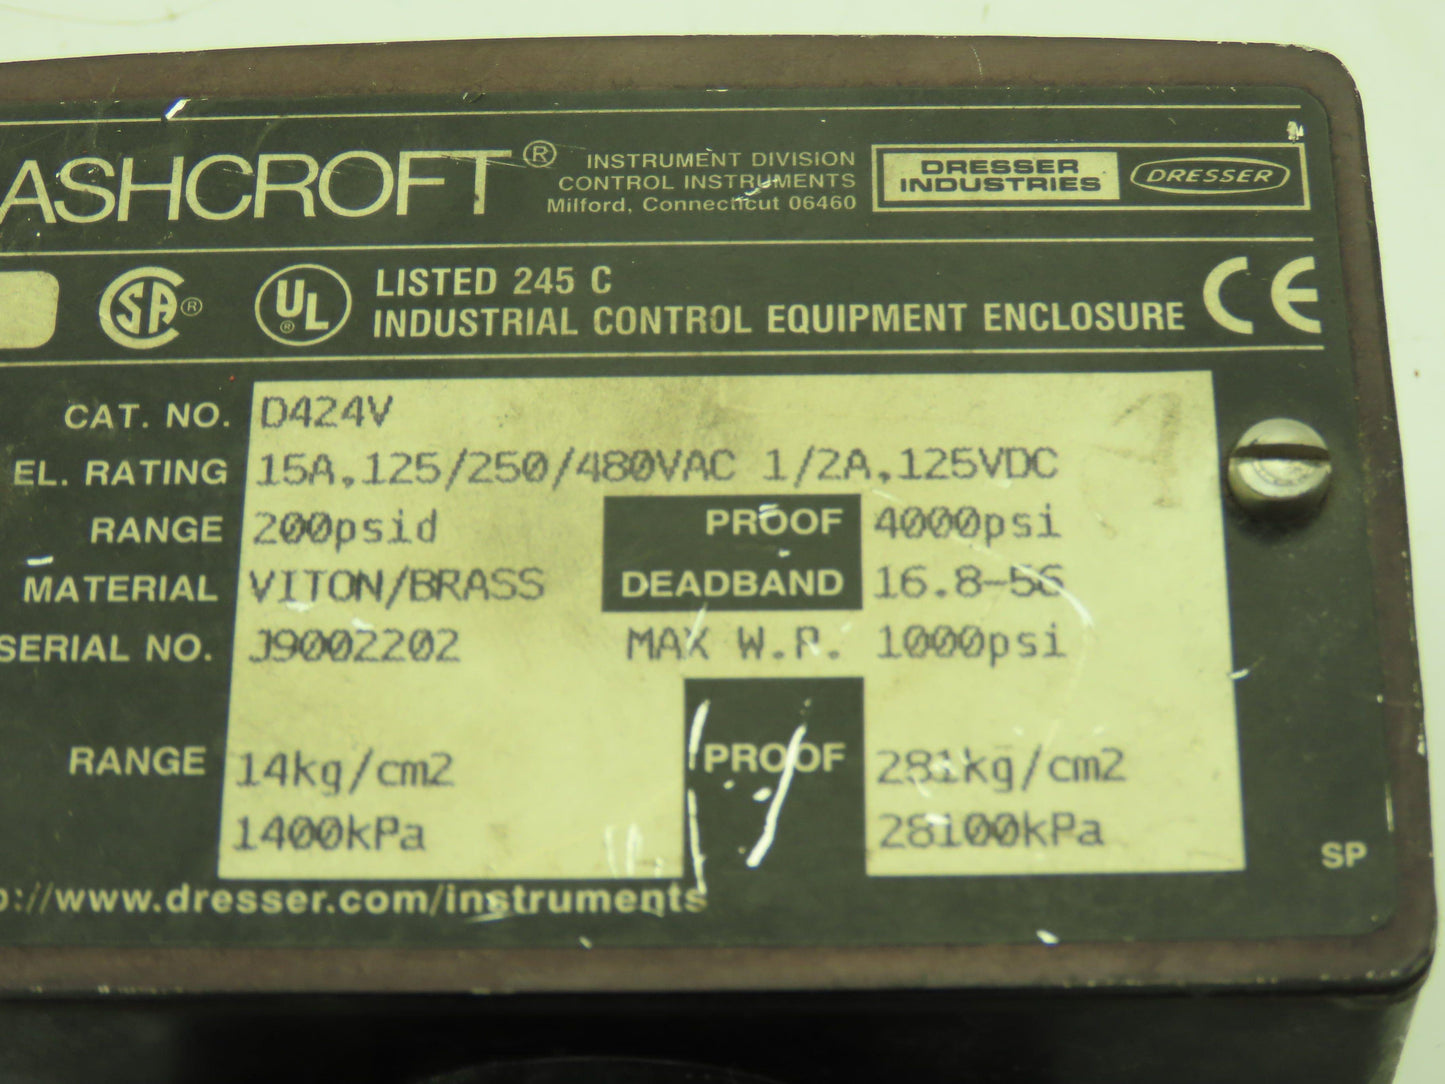 ASHCROFT®
INSTRUMENT DIVISION
CONTROL INSTRUMENTS
Milford, Connecticut 06460
DRESSER
INDUSTRIES
DRESSER
SA®
UL®
LISTED 245 C
INDUSTRIAL CONTROL EQUIPMENT ENCLOSURE
CE
CAT. NO. D424V
EL. RATING 15A,125/250/480VAC 1/2A,125VDC
RANGE 200psid PROOF 4000psi
MATERIAL VITON/BRASS DEADBAND 16.8-56
SERIAL NO. J9002202 MAX W.P. 1000psi
RANGE 14kg/cm2 PROOF 281kg/cm2
1400kPa 28100kPa
SP
p://www.dresser.com/instruments